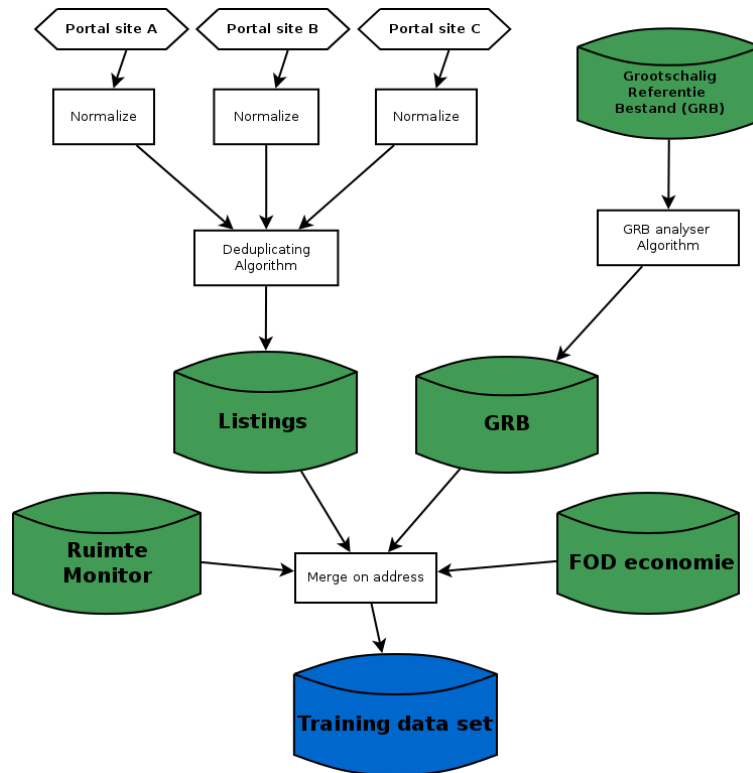 Portal site A
Portal site B
Portal site C
Grootschalig
Referentie
Bestand (GRB)
Normalize
Normalize
Normalize
Deduplicating
Algorithm
GRB analyser
Algorithm
Listings
GRB
Ruimte
Monitor
Merge on address
FOD economie
Training data set